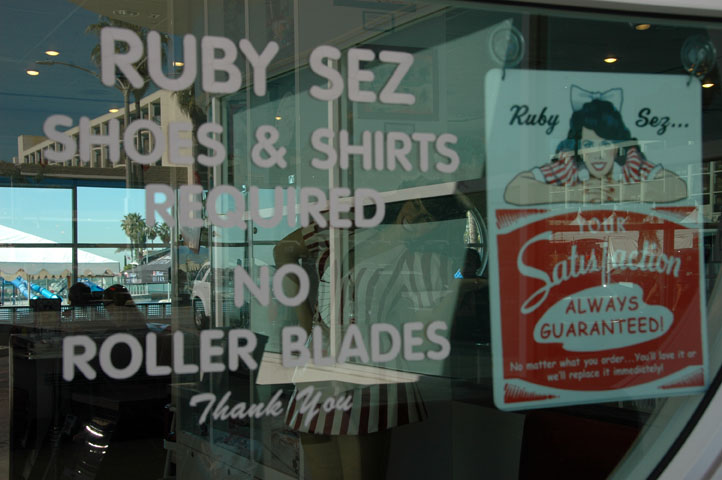 RUBY SEZ
SHOES & SHIRTS
REQUIRED
NO
ROLLER BLADES
Thank You
Ruby Sez...
YOUR
Satisfaction
ALWAYS
GUARANTEED!
No matter what you order...You'll love it or
we'll replace it immediately!